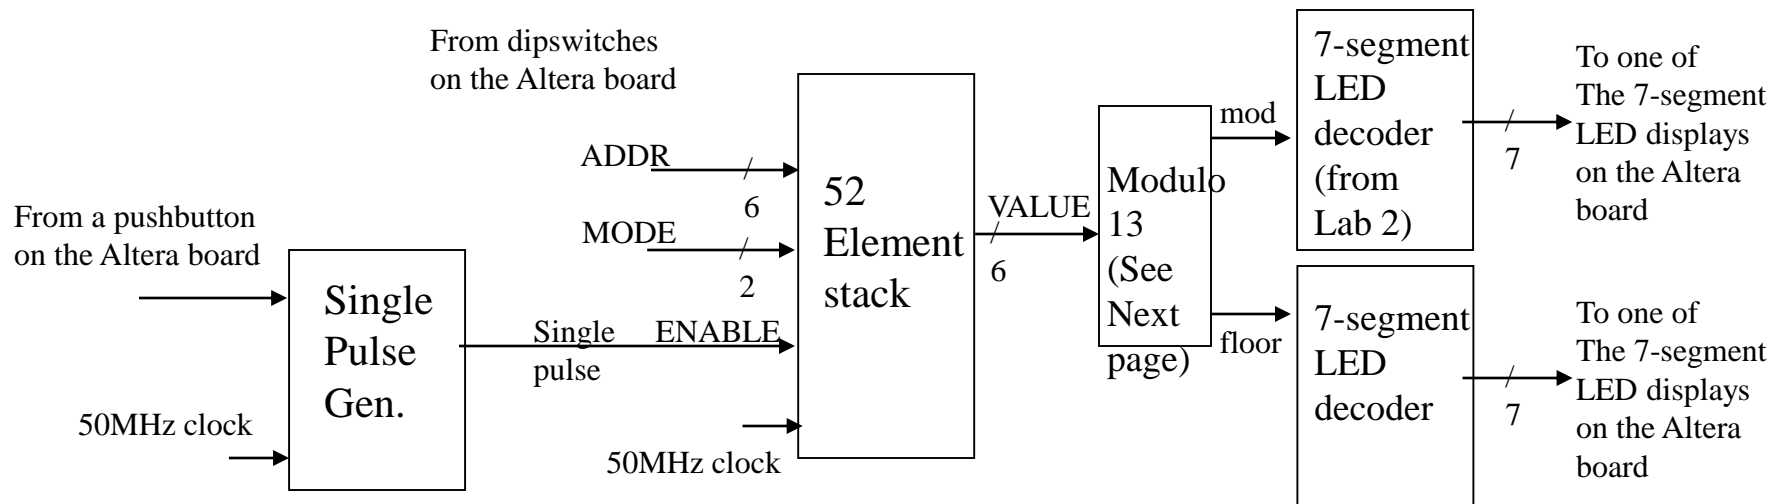 From dipswitches
on the Altera board
From a pushbutton
on the Altera board
50MHz clock
Single
Pulse
Gen.
Single
pulse
ADDR
6
MODE
2
ENABLE
50MHz clock
52
Element
stack
VALUE
6
Modulo
13
(See
Next
page)
mod
floor
7-segment
LED
decoder
(from
Lab 2)
7
To one of
The 7-segment
LED displays
on the Altera
board
7-segment
LED
decoder
7
To one of
The 7-segment
LED displays
on the Altera
board